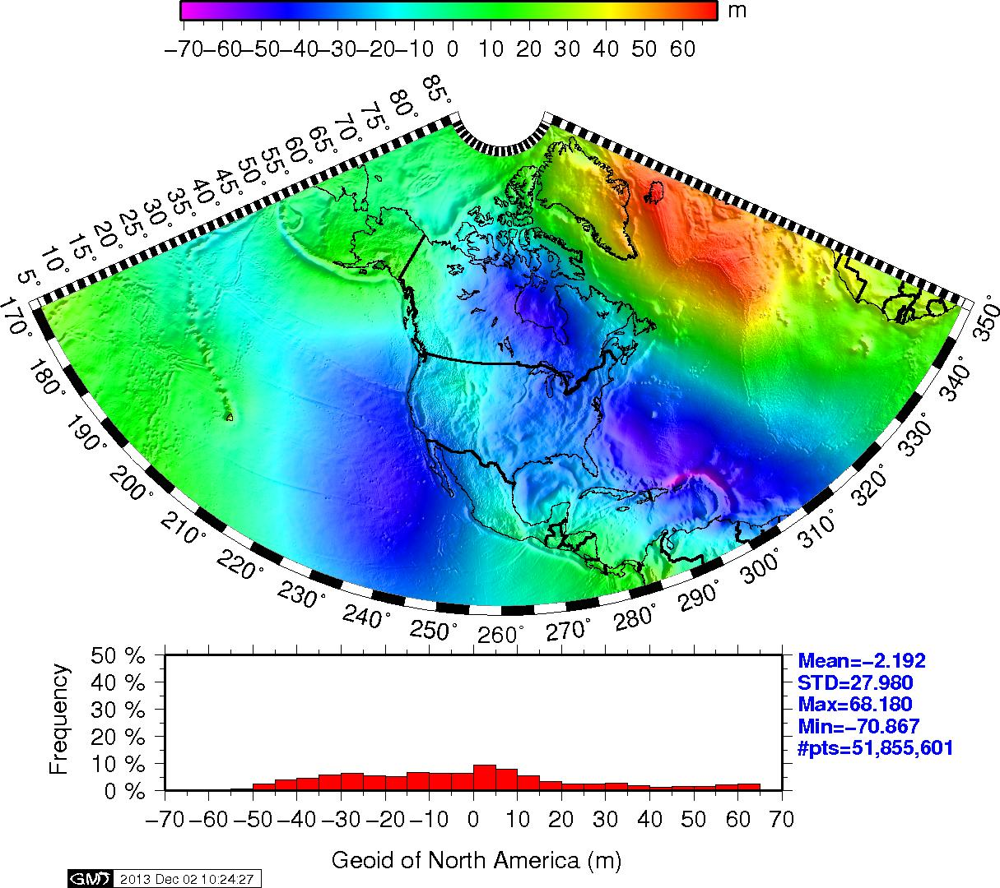 m
−70 −60 −50 −40 −30 −20 −10 0 10 20 30 40 50 60
5° 10° 15° 20° 25° 30° 35° 40° 45° 50° 55° 60° 65° 70° 75° 80° 85°
170° 180° 190° 200° 210° 220° 230° 240° 250° 260° 270° 280° 290° 300° 310° 320° 330° 340° 350°
50 %
40 %
30 %
20 %
10 %
0 %
Frequency
−70 −60 −50 −40 −30 −20 −10 0 10 20 30 40 50 60 70
Geoid of North America (m)
Mean=−2.192
STD=27.980
Max=68.180
Min=−70.867
#pts=51,855,601
GMT 2013 Dec 02 10:24:27